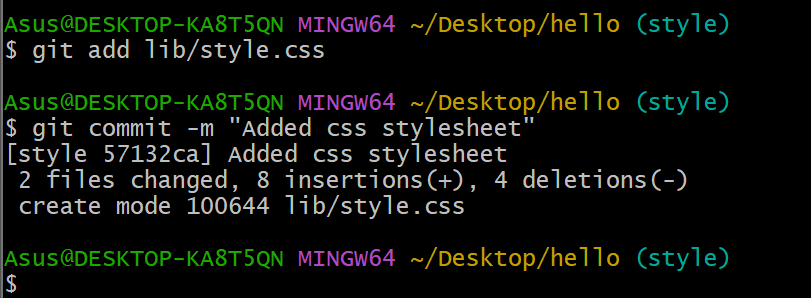 Asus@DESKTOP-KA8T5QN MINGW64 ~/Desktop/hello (style)
$ git add lib/style.css
Asus@DESKTOP-KA8T5QN MINGW64 ~/Desktop/hello (style)
$ git commit -m "Added css stylesheet"
[style 57132ca] Added css stylesheet
 2 files changed, 8 insertions(+), 4 deletions(-)
 create mode 100644 lib/style.css
Asus@DESKTOP-KA8T5QN MINGW64 ~/Desktop/hello (style)
$